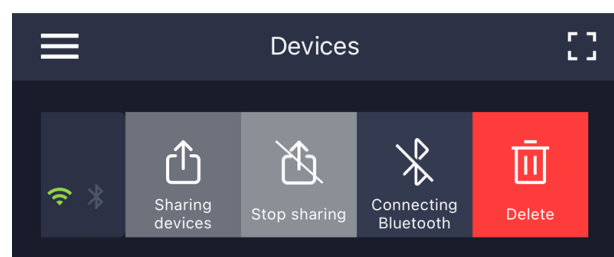 Devices
Sharing
devices
Stop sharing
Connecting
Bluetooth
Delete